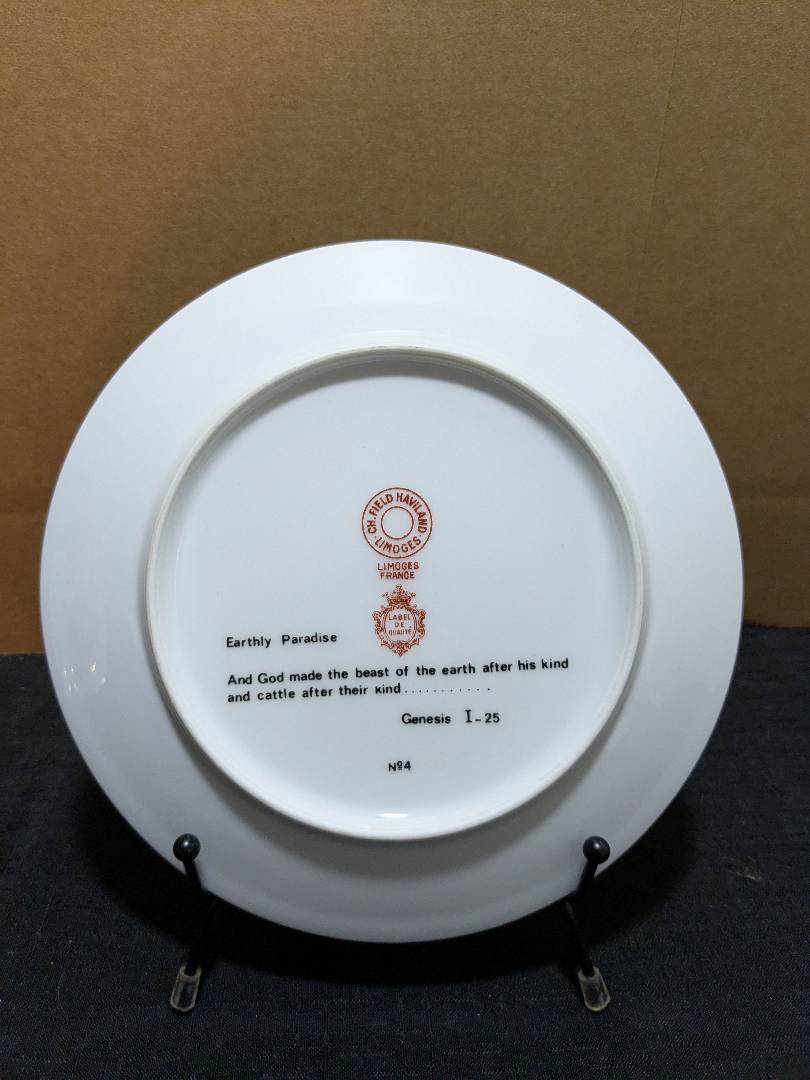 CH. FIELD HAVILAND
· LIMOGES ·
LIMOGES
FRANCE
LABEL
DE
QUALITÉ
Earthly Paradise
And God made the beast of the earth after his kind
and cattle after their kind...........
Genesis I-25
Nº4